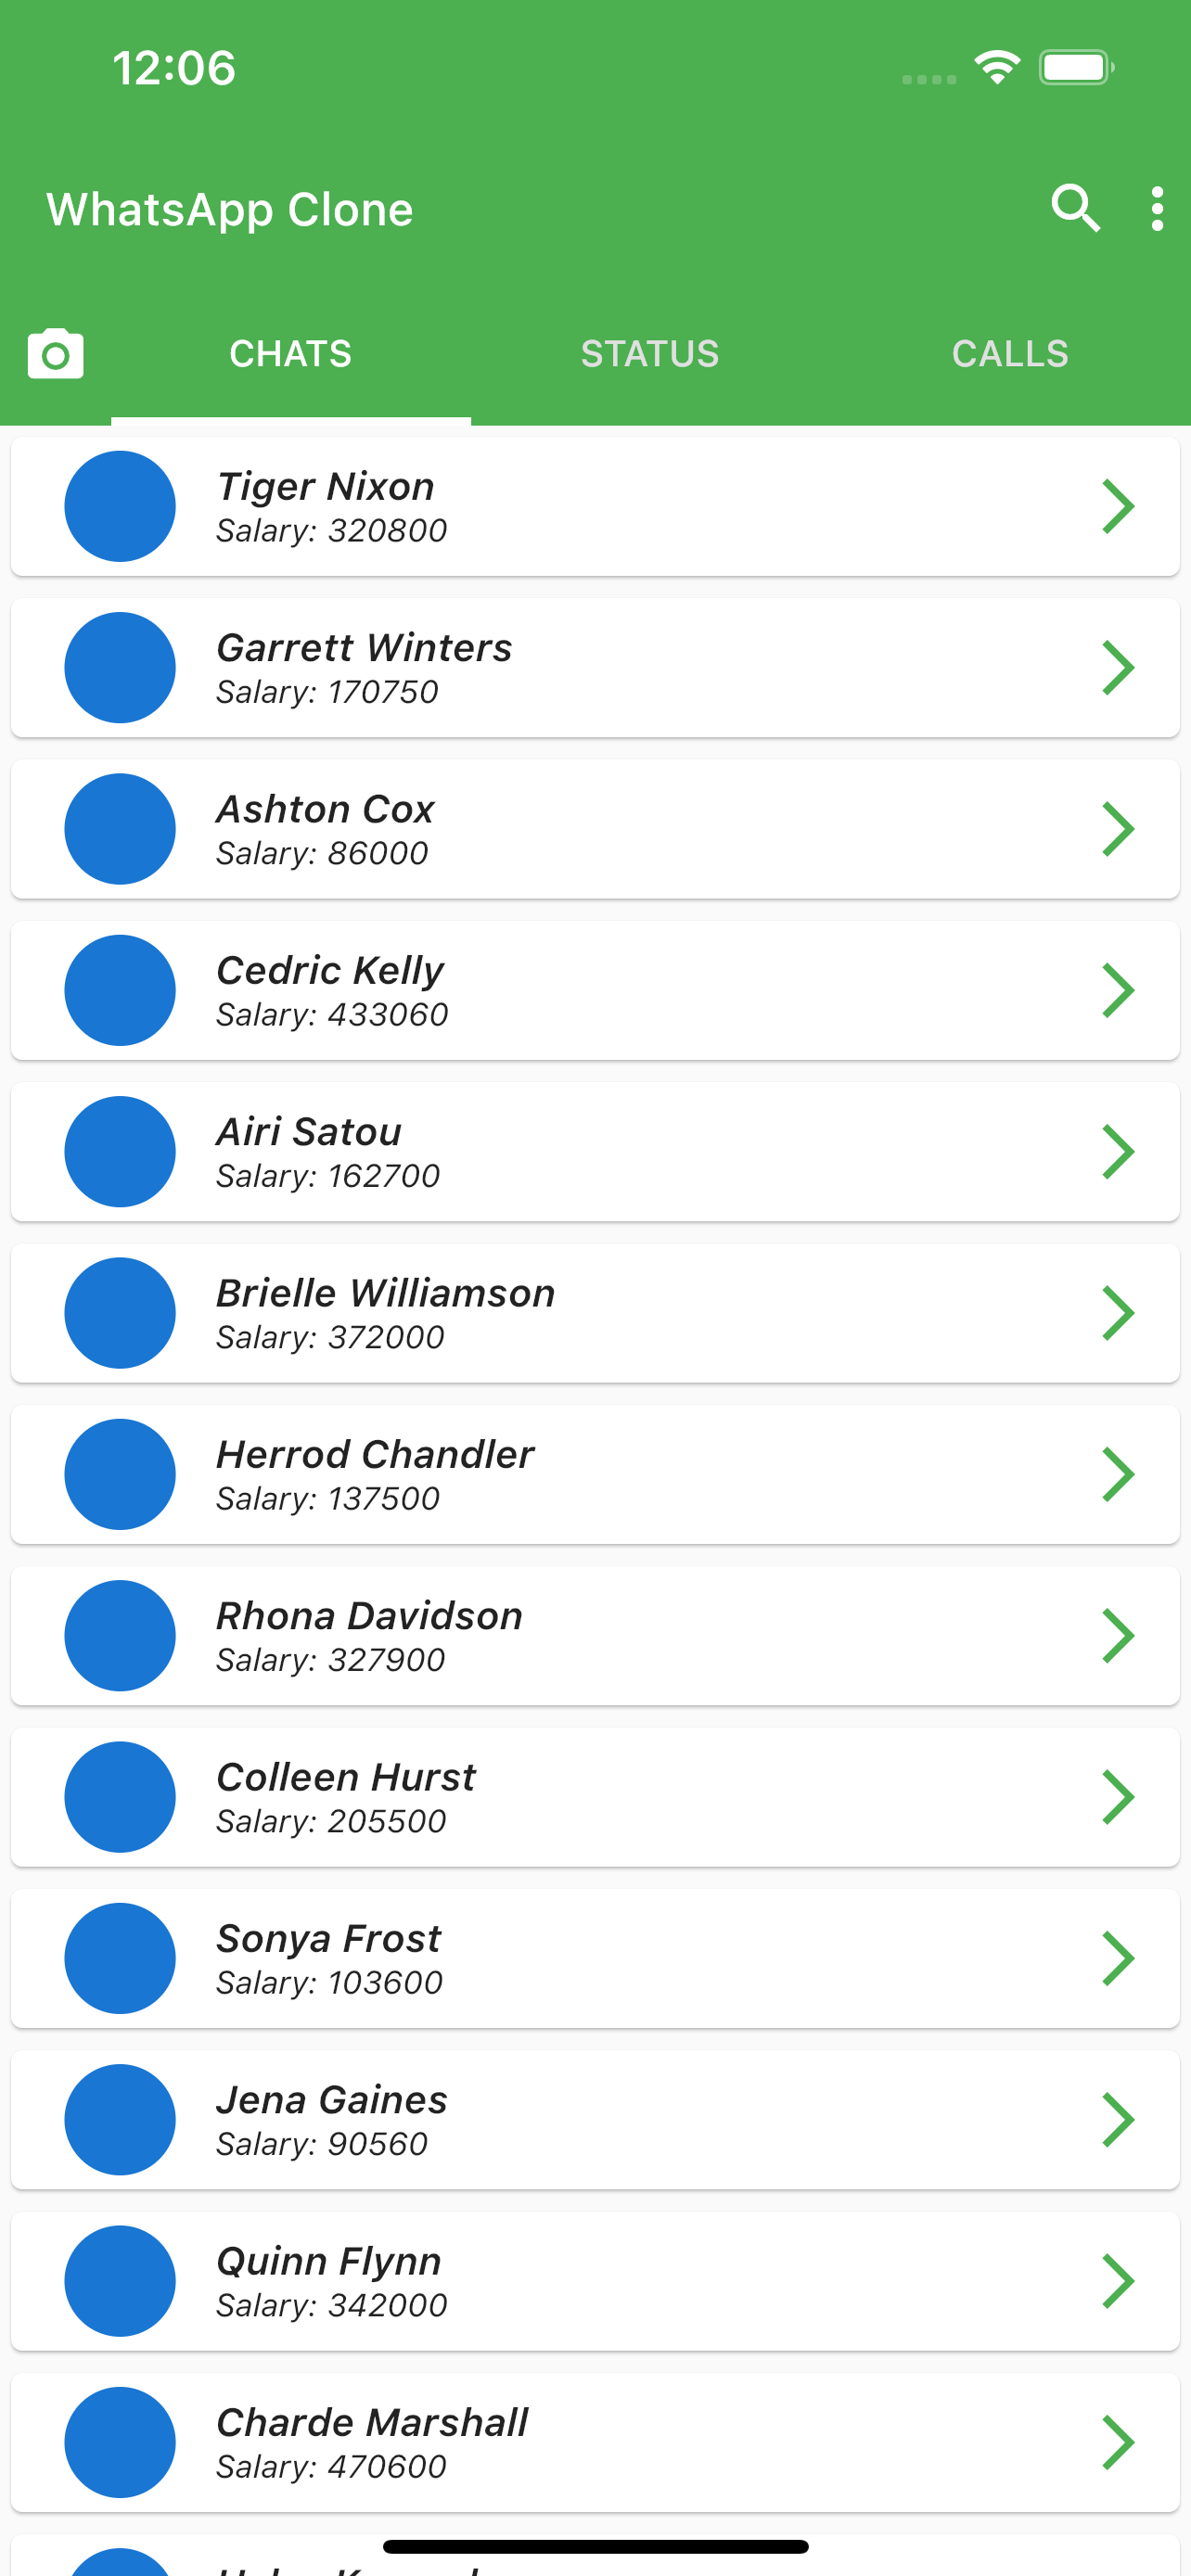 12:06
WhatsApp Clone
CHATS STATUS CALLS
Tiger Nixon
Salary: 320800
Garrett Winters
Salary: 170750
Ashton Cox
Salary: 86000
Cedric Kelly
Salary: 433060
Airi Satou
Salary: 162700
Brielle Williamson
Salary: 372000
Herrod Chandler
Salary: 137500
Rhona Davidson
Salary: 327900
Colleen Hurst
Salary: 205500
Sonya Frost
Salary: 103600
Jena Gaines
Salary: 90560
Quinn Flynn
Salary: 342000
Charde Marshall
Salary: 470600